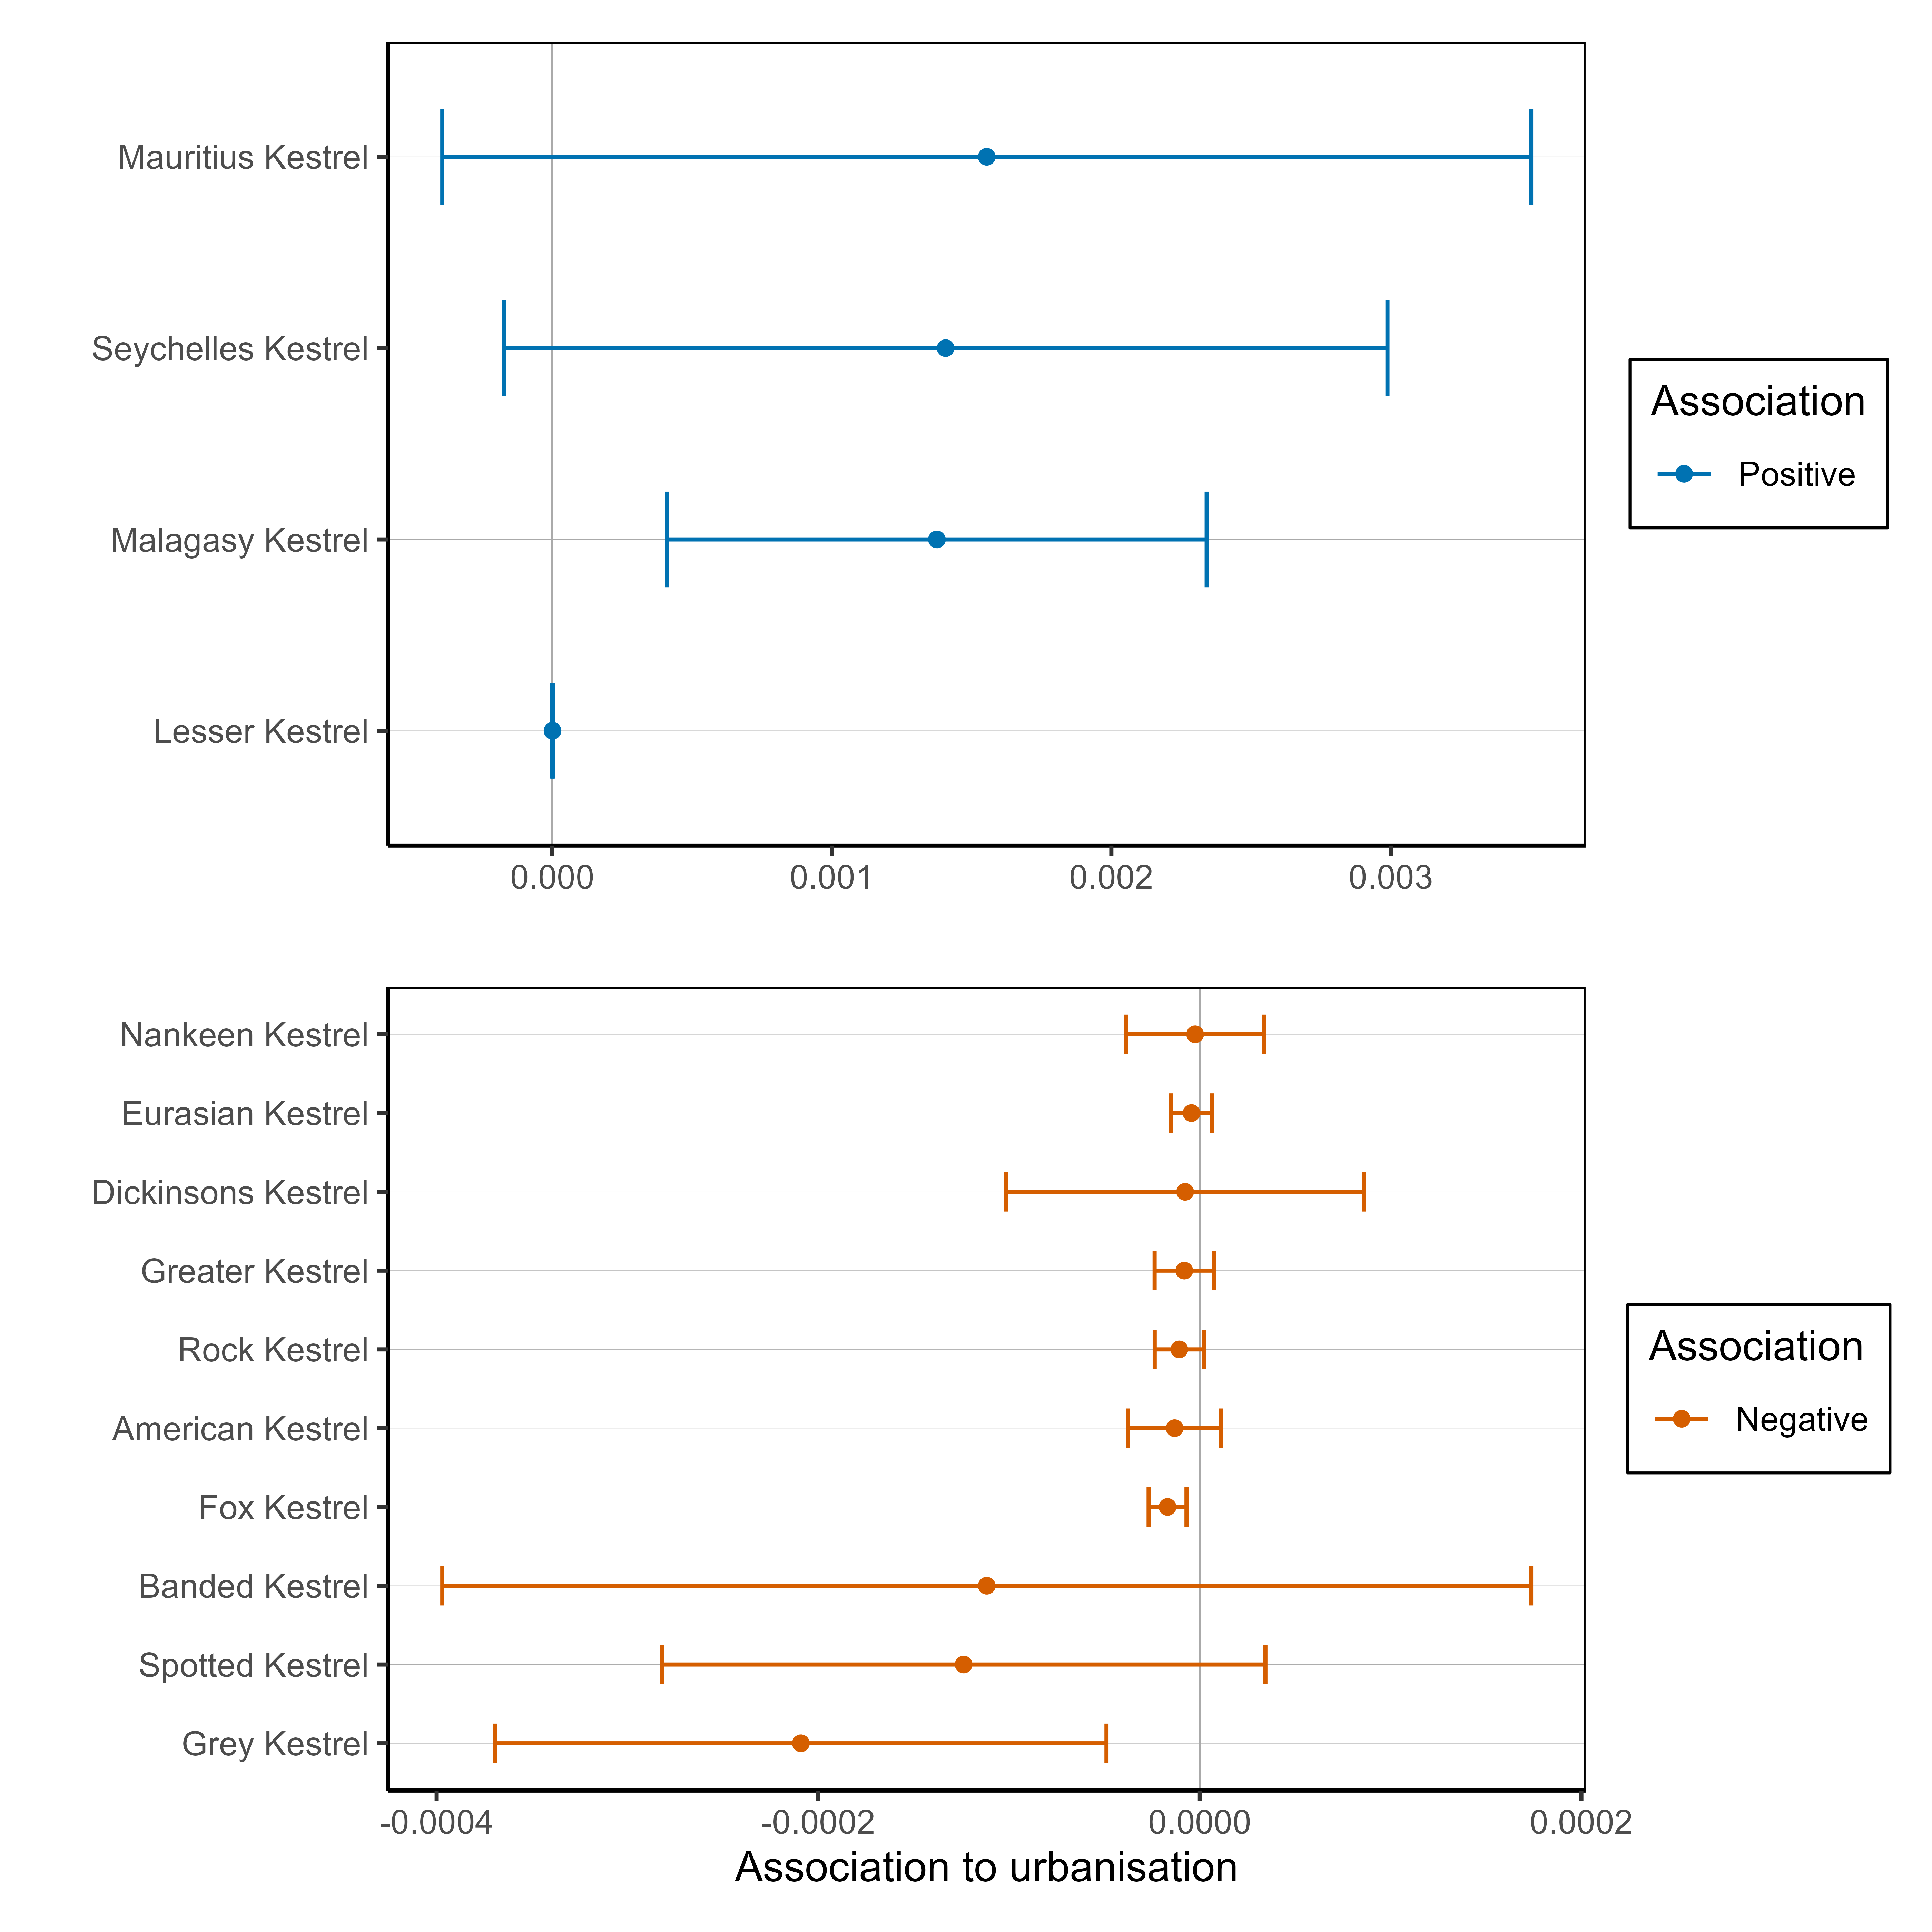 Mauritius Kestrel
Seychelles Kestrel
Malagasy Kestrel
Lesser Kestrel
0.000 0.001 0.002 0.003
Association
Positive
Nankeen Kestrel
Eurasian Kestrel
Dickinsons Kestrel
Greater Kestrel
Rock Kestrel
American Kestrel
Fox Kestrel
Banded Kestrel
Spotted Kestrel
Grey Kestrel
-0.0004 -0.0002 0.0000 0.0002
Association to urbanisation
Association
Negative